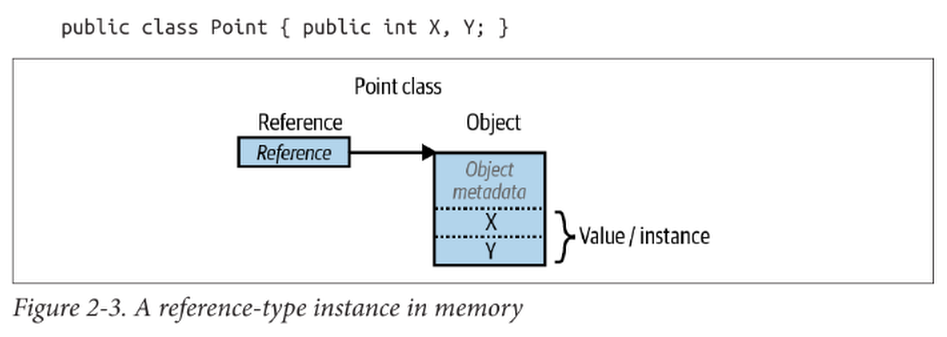 public class Point { public int X, Y; }
Point class
Reference
Object
Reference
Object
metadata
X
Y
Value / instance
Figure 2-3. A reference-type instance in memory